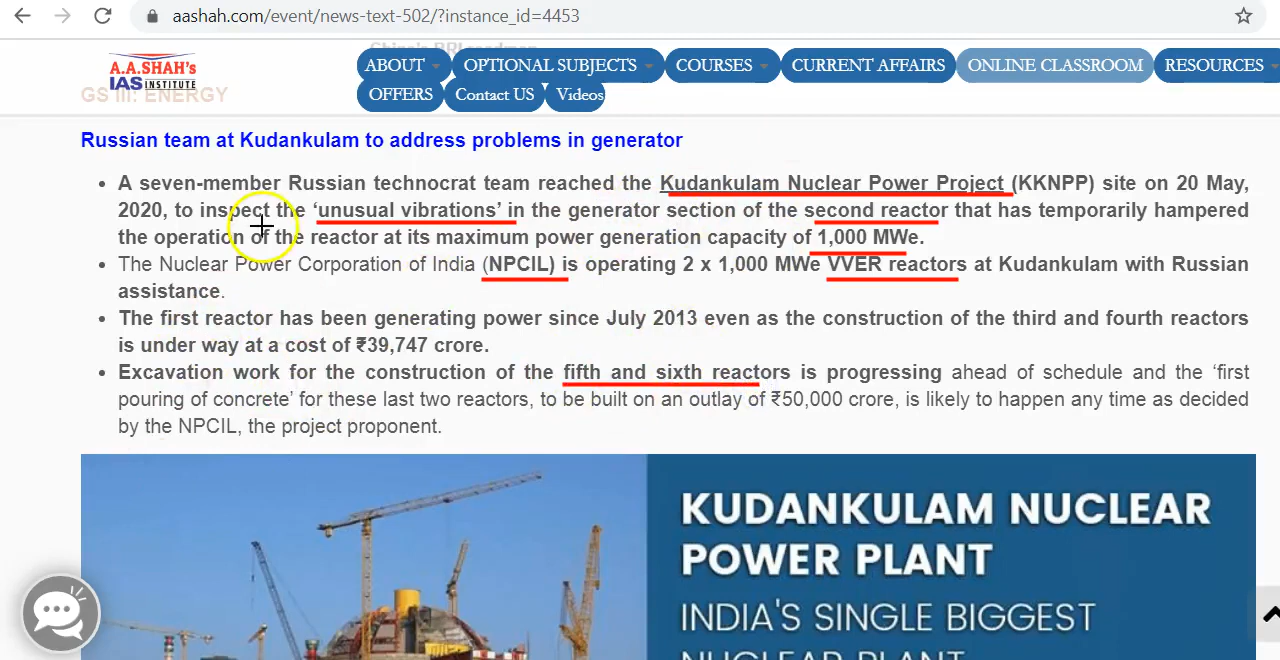 aashah.com/event/news-text-502/?instance_id=4453
China's BRI roadmap
A.A.SHAH's
IAS INSTITUTE
ABOUT OPTIONAL SUBJECTS COURSES CURRENT AFFAIRS ONLINE CLASSROOM RESOURCES
OFFERS Contact US Videos
GS III: ENERGY
Russian team at Kudankulam to address problems in generator
• A seven-member Russian technocrat team reached the Kudankulam Nuclear Power Project (KKNPP) site on 20 May,
2020, to inspect the ‘unusual vibrations’ in the generator section of the second reactor that has temporarily hampered
the operation of the reactor at its maximum power generation capacity of 1,000 MWe.
• The Nuclear Power Corporation of India (NPCIL) is operating 2 x 1,000 MWe VVER reactors at Kudankulam with Russian
assistance.
• The first reactor has been generating power since July 2013 even as the construction of the third and fourth reactors
is under way at a cost of ₹39,747 crore.
• Excavation work for the construction of the fifth and sixth reactors is progressing ahead of schedule and the ‘first
pouring of concrete’ for these last two reactors, to be built on an outlay of ₹50,000 crore, is likely to happen any time as decided
by the NPCIL, the project proponent.
KUDANKULAM NUCLEAR
POWER PLANT
INDIA'S SINGLE BIGGEST
NUCLEAR PLANT